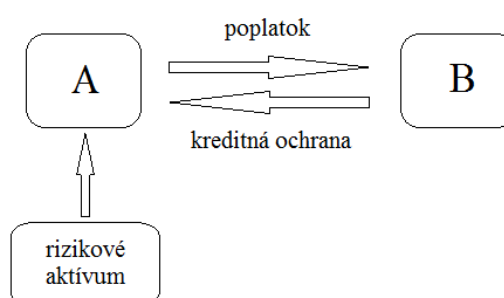 poplatok
A
B
kreditná ochrana
rizikové
aktívum